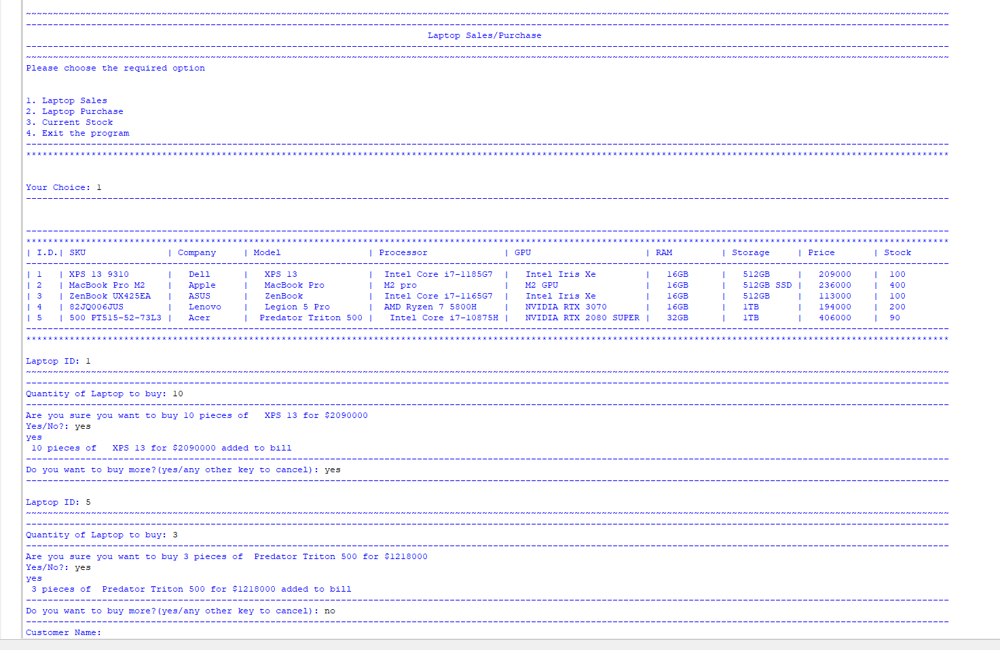 Laptop Sales/Purchase
Please choose the required option
1. Laptop Sales
2. Laptop Purchase
3. Current Stock
4. Exit the program
Your Choice: 1
| I.D.| SKU | Company | Model | Processor | GPU | RAM | Storage | Price | Stock
| 1 | XPS 13 9310 | Dell | XPS 13 | Intel Core i7-1185G7 | Intel Iris Xe | 16GB | 512GB | 209000 | 100
| 2 | MacBook Pro M2 | Apple | MacBook Pro | M2 pro | M2 GPU | 16GB | 512GB SSD | 236000 | 400
| 3 | ZenBook UX425EA | ASUS | ZenBook | Intel Core i7-1165G7 | Intel Iris Xe | 16GB | 512GB | 113000 | 100
| 4 | 82JQ006JUS | Lenovo | Legion 5 Pro | AMD Ryzen 7 5800H | NVIDIA RTX 3070 | 16GB | 1TB | 194000 | 200
| 5 | 500 PT515-52-73L3 | Acer | Predator Triton 500 | Intel Core i7-10875H | NVIDIA RTX 2080 SUPER | 32GB | 1TB | 406000 | 90
Laptop ID: 1
Quantity of Laptop to buy: 10
Are you sure you want to buy 10 pieces of XPS 13 for $2090000
Yes/No?: yes
yes
10 pieces of XPS 13 for $2090000 added to bill
Do you want to buy more?(yes/any other key to cancel): yes
Laptop ID: 5
Quantity of Laptop to buy: 3
Are you sure you want to buy 3 pieces of Predator Triton 500 for $1218000
Yes/No?: yes
yes
3 pieces of Predator Triton 500 for $1218000 added to bill
Do you want to buy more?(yes/any other key to cancel): no
Customer Name: